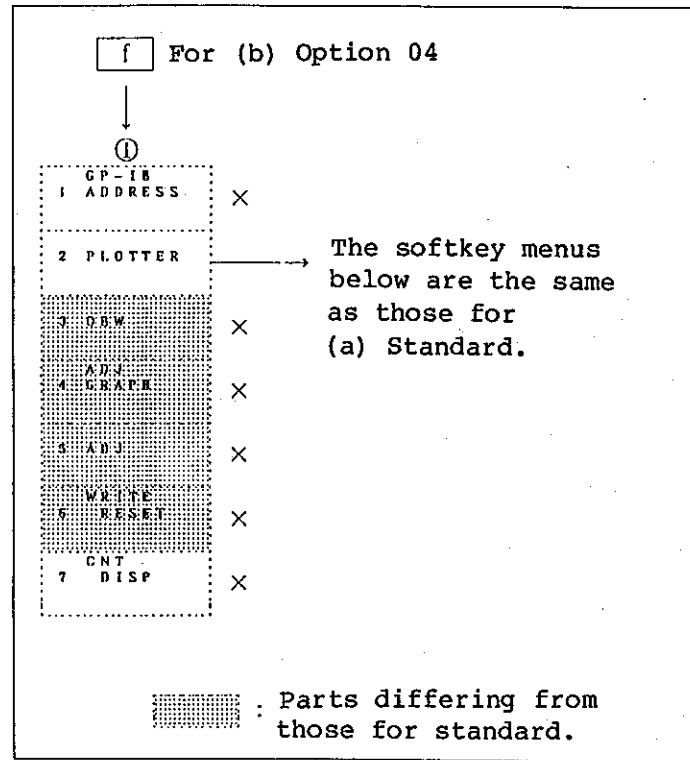 f For (b) Option 04
①
GP-IB
1 ADDRESS
×
2 PLOTTER
The softkey menus
below are the same
as those for
(a) Standard.
3 OBW
×
ADJ
4 GRAPH
×
5 ADJ
×
WRITE
6 RESET
×
CNT
7 DISP
×
: Parts differing from
those for standard.